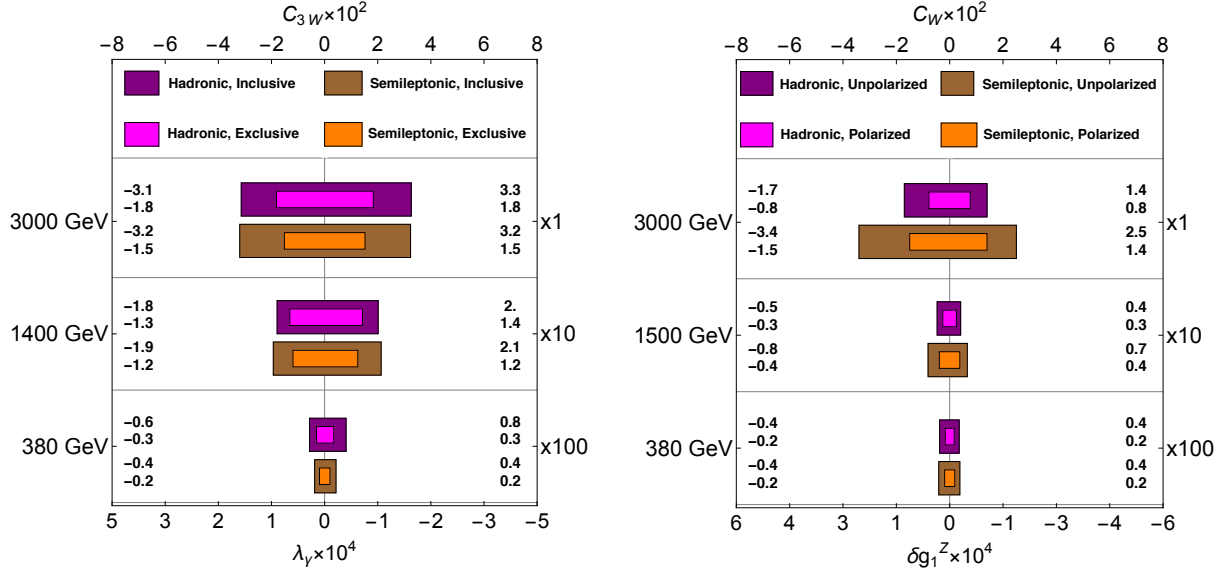 C3 W×10²
−8 −6 −4 −2 0 2 4 6 8
Hadronic, Inclusive Semileptonic, Inclusive
Hadronic, Exclusive Semileptonic, Exclusive
−3.1 3.3
−1.8 1.8
3000 GeV x1
−3.2 3.2
−1.5 1.5
−1.8 2.
−1.3 1.4
1400 GeV x10
−1.9 2.1
−1.2 1.2
−0.6 0.8
−0.3 0.3
380 GeV x100
−0.4 0.4
−0.2 0.2
5 4 3 2 1 0 −1 −2 −3 −4 −5
λγ×10⁴
CW×10²
−8 −6 −4 −2 0 2 4 6 8
Hadronic, Unpolarized Semileptonic, Unpolarized
Hadronic, Polarized Semileptonic, Polarized
−1.7 1.4
−0.8 0.8
3000 GeV x1
−3.4 2.5
−1.5 1.4
−0.5 0.4
−0.3 0.3
1500 GeV x10
−0.8 0.7
−0.4 0.4
−0.4 0.4
−0.2 0.2
380 GeV x100
−0.4 0.4
−0.2 0.2
6 5 4 3 2 1 0 −1 −2 −3 −4 −5 −6
δg₁ᶻ×10⁴